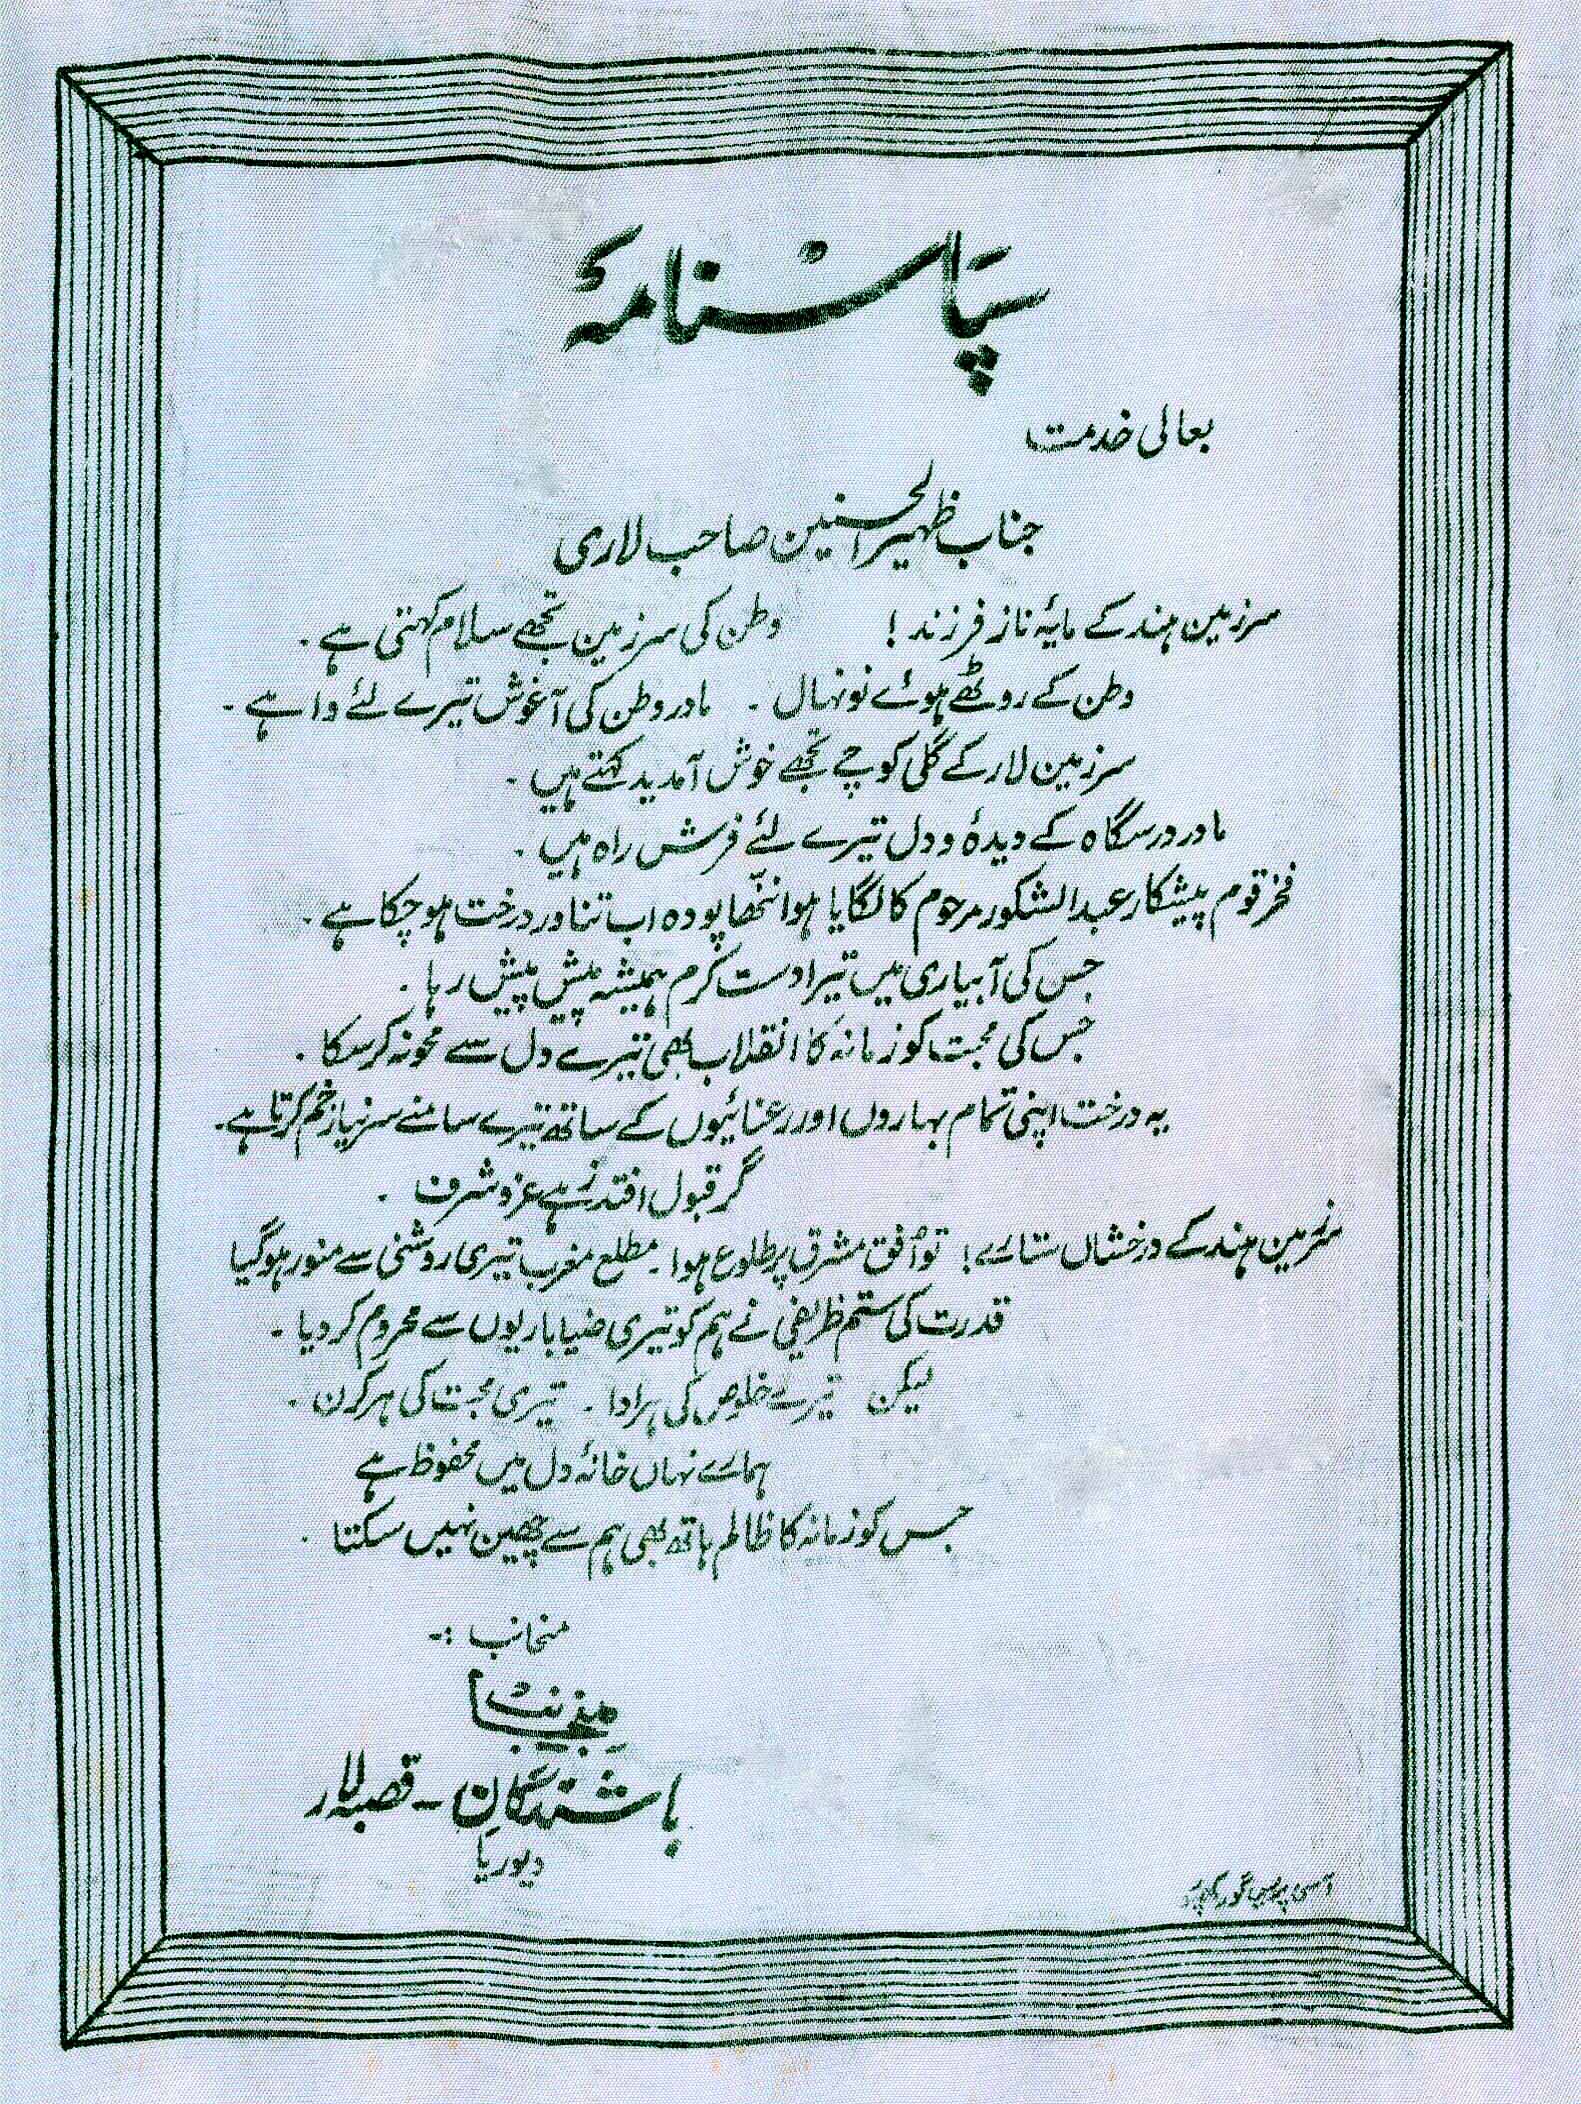 سپاسنامہٴ
بعالی خدمت
جناب ظہیر الحسنین صاحب لاری
سرزمین ہند کے مایۂ ناز فرزند! وطن کی سرزمین تجھے سلام کہتی ہے ۔
وطن کے روٹھے ہوئے نونہال ۔ مادر وطن کی آغوش تیرے لئے وا ہے ۔
سرزمین لار کے گلی کوچے تجھے خوش آمدید کہتے ہیں ۔
مادر درسگاہ کے دیدۂ و دل تیرے لئے فرش راہ ہیں ۔
فخر قوم پیشکار عبدالشکور مرحوم کا لگایا ہوا ننھا پودہ اب تناور درخت ہو چکا ہے ۔
جس کی آبیاری میں تیرا دست کرم ہمیشہ پیش پیش رہا ۔
جس کی محبت کو زمانہ کا انقلاب بھی تیرے دل سے محو نہ کر سکا ۔
یہ درخت اپنی تمام بہاروں اور رعنائیوں کے ساتھ تیرے سامنے سر نیاز خم کرتا ہے ۔
گر قبول افتد زہے عز و شرف ۔
سرزمین ہند کے درخشاں ستارے! تو اُفق مشرق پر طلوع ہوا ۔ مطلع مغرب تیری روشنی سے منور ہو گیا
قدرت کی ستم ظریفی نے ہم کو تیری ضیا باریوں سے محروم کر دیا ۔
لیکن تیرے خلوص کی ہر ادا ۔ تیری محبت کی ہر کرن ۔
ہمارے نہاں خانۂ دل میں محفوظ ہے
جس کو زمانہ کا ظالم ہاتھ بھی ہم سے چھین نہیں سکتا ۔
منجانب :-
باشندگانِ - قصبہ لار
دیوریا